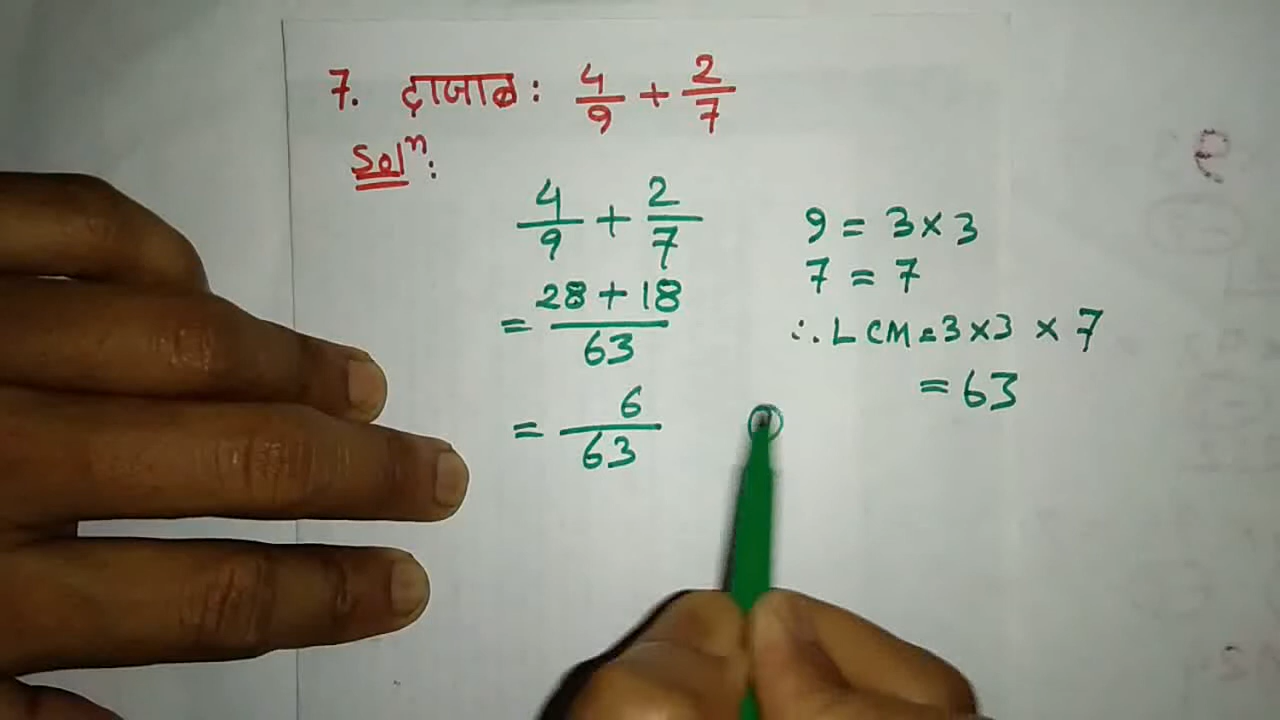 7. दाजाब: 4/9 + 2/7
Solⁿ:
4/9 + 2/7
= (28 + 18)/63
= 6/63
9 = 3 × 3
7 = 7
∴ LCM = 3 × 3 × 7
= 63